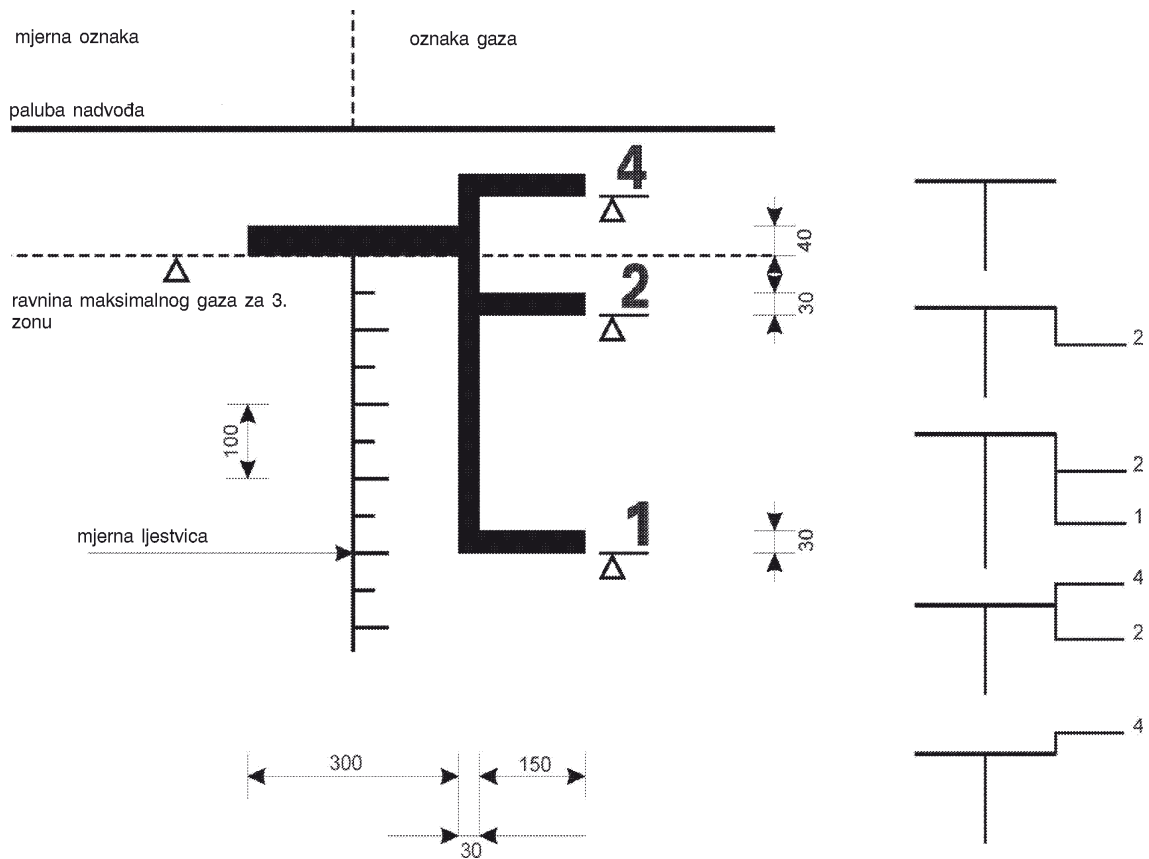 mjerna oznaka
oznaka gaza
paluba nadvođa
4
40
2
ravnina maksimalnog gaza za 3.
zonu
30
100
1
mjerna ljestvica
30
300
150
30
2
2
1
4
2
4